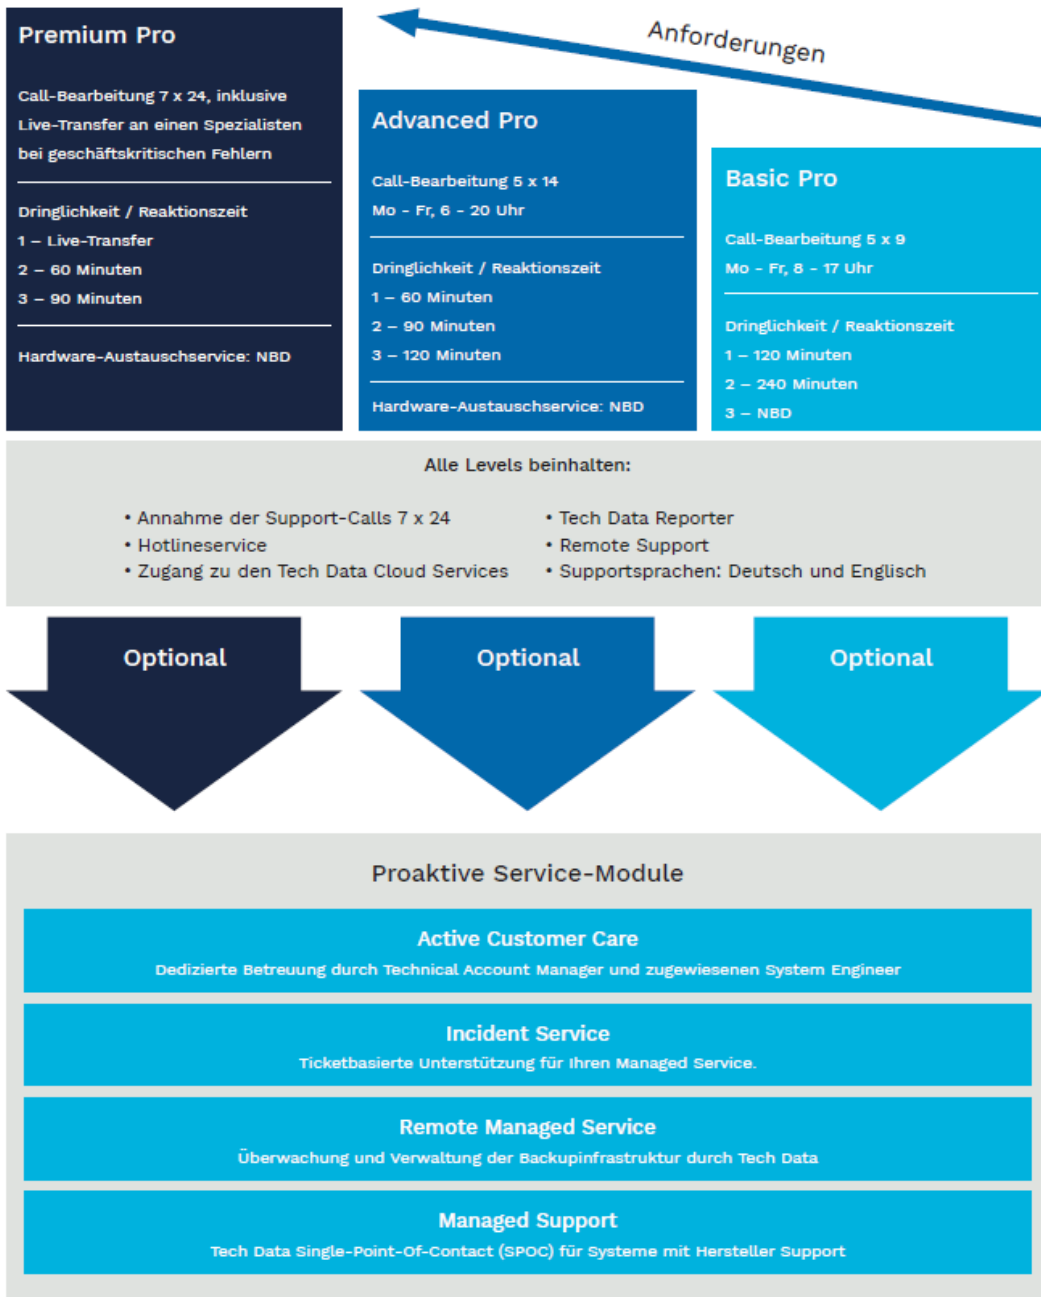 Anforderungen
Premium Pro
Call-Bearbeitung 7 x 24, inklusive
Live-Transfer an einen Spezialisten
bei geschäftskritischen Fehlern
Dringlichkeit / Reaktionszeit
1 – Live-Transfer
2 – 60 Minuten
3 – 90 Minuten
Hardware-Austauschservice: NBD
Advanced Pro
Call-Bearbeitung 5 x 14
Mo - Fr, 6 - 20 Uhr
Dringlichkeit / Reaktionszeit
1 – 60 Minuten
2 – 90 Minuten
3 – 120 Minuten
Hardware-Austauschservice: NBD
Basic Pro
Call-Bearbeitung 5 x 9
Mo - Fr, 8 - 17 Uhr
Dringlichkeit / Reaktionszeit
1 – 120 Minuten
2 – 240 Minuten
3 – NBD
Alle Levels beinhalten:
• Annahme der Support-Calls 7 x 24
• Hotlineservice
• Zugang zu den Tech Data Cloud Services
• Tech Data Reporter
• Remote Support
• Supportsprachen: Deutsch und Englisch
Optional
Optional
Optional
Proaktive Service-Module
Active Customer Care
Dedizierte Betreuung durch Technical Account Manager und zugewiesenen System Engineer
Incident Service
Ticketbasierte Unterstützung für Ihren Managed Service.
Remote Managed Service
Überwachung und Verwaltung der Backupinfrastruktur durch Tech Data
Managed Support
Tech Data Single-Point-Of-Contact (SPOC) für Systeme mit Hersteller Support